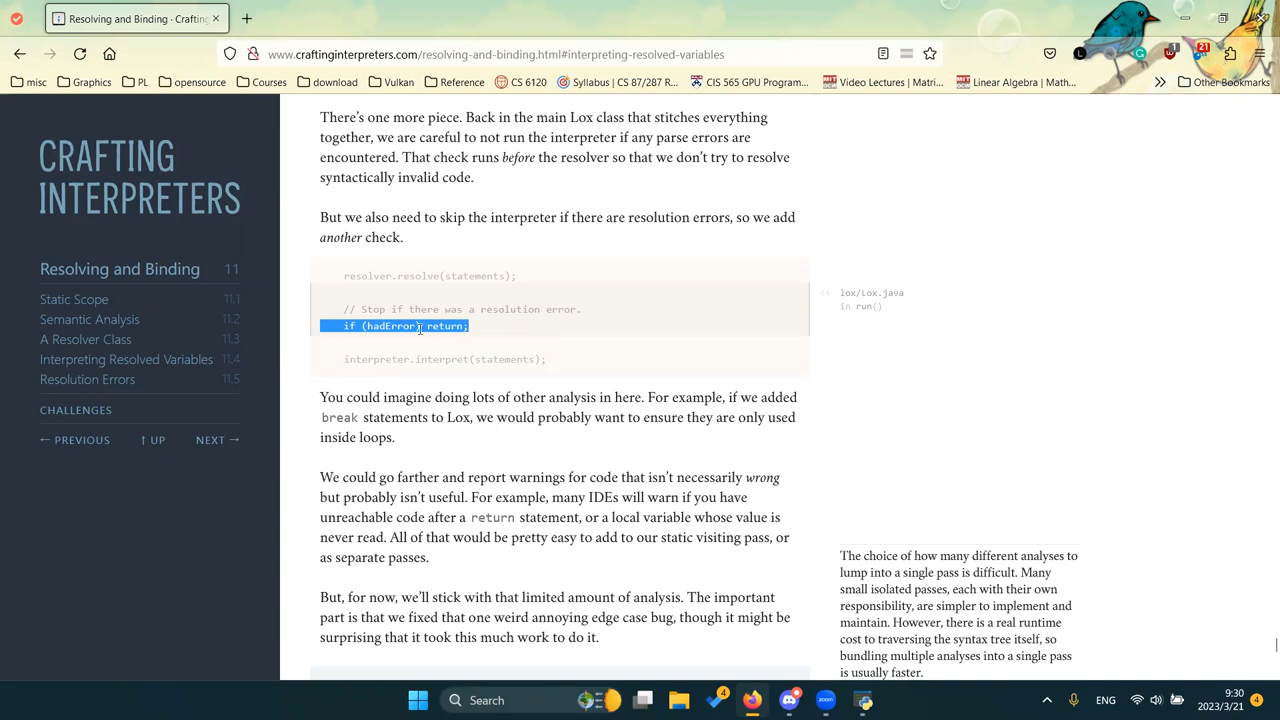 Resolving and Binding · Crafting
www.craftinginterpreters.com/resolving-and-binding.html#interpreting-resolved-variables
1
21
misc
Graphics
PL
opensource
Courses
download
Vulkan
Reference
CS 6120
Syllabus | CS 87/287 R...
CIS 565 GPU Program...
Video Lectures | Matri...
Linear Algebra | Math...
Other Bookmarks
CRAFTING
INTERPRETERS
Resolving and Binding 11
Static Scope 11.1
Semantic Analysis 11.2
A Resolver Class 11.3
Interpreting Resolved Variables 11.4
Resolution Errors 11.5
CHALLENGES
← PREVIOUS ↑ UP NEXT →
There’s one more piece. Back in the main Lox class that stitches everything
together, we are careful to not run the interpreter if any parse errors are
encountered. That check runs before the resolver so that we don’t try to resolve
syntactically invalid code.
But we also need to skip the interpreter if there are resolution errors, so we add
another check.
resolver.resolve(statements);
// Stop if there was a resolution error.
if (hadError) return;
interpreter.interpret(statements);
<< lox/Lox.java
in run()
You could imagine doing lots of other analysis in here. For example, if we added
break statements to Lox, we would probably want to ensure they are only used
inside loops.
We could go farther and report warnings for code that isn’t necessarily wrong
but probably isn’t useful. For example, many IDEs will warn if you have
unreachable code after a return statement, or a local variable whose value is
never read. All of that would be pretty easy to add to our static visiting pass, or
as separate passes.
The choice of how many different analyses to
lump into a single pass is difficult. Many
small isolated passes, each with their own
responsibility, are simpler to implement and
maintain. However, there is a real runtime
cost to traversing the syntax tree itself, so
bundling multiple analyses into a single pass
is usually faster.
But, for now, we’ll stick with that limited amount of analysis. The important
part is that we fixed that one weird annoying edge case bug, though it might be
surprising that it took this much work to do it.
Search
4
zoom
ENG
9:30
2023/3/21
4